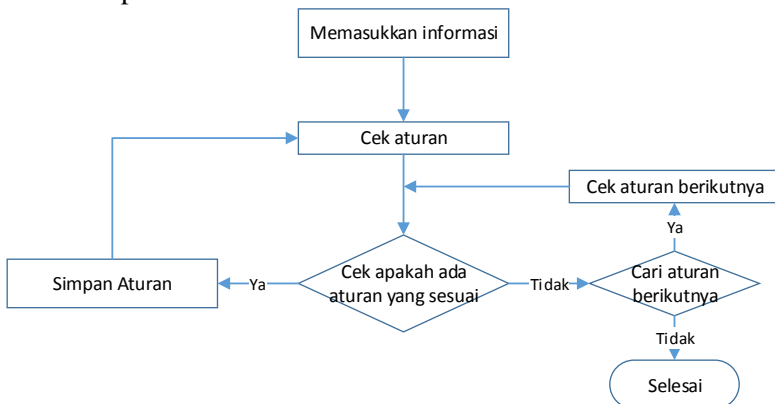 Memasukkan informasi
Cek aturan
Cek aturan berikutnya
Ya
Simpan Aturan
Ya
Cek apakah ada
aturan yang sesuai
Tidak
Cari aturan
berikutnya
Tidak
Selesai